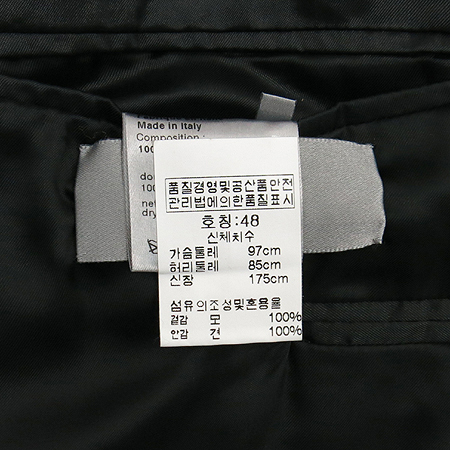 Made in Italy
Composition
100
품질경영및공산품안전
관리법에의한품질표시
호칭:48
신체치수
가슴둘레 97cm
허리둘레 85cm
신장 175cm
섬유의조성및혼용율
겉감 모 100%
안감 견 100%